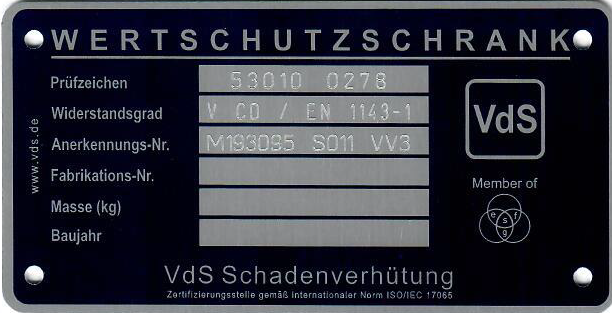 WERTSCHUTZSCHRANK
Prüfzeichen 53010 0278
Widerstandsgrad V CD / EN 1143-1
Anerkennungs-Nr. M193095 S011 VV3
Fabrikations-Nr.
Masse (kg)
Baujahr
www.vds.de
VdS
Member of
e s f g
VdS Schadenverhütung
Zertifizierungsstelle gemäß internationaler Norm ISO/IEC 17065